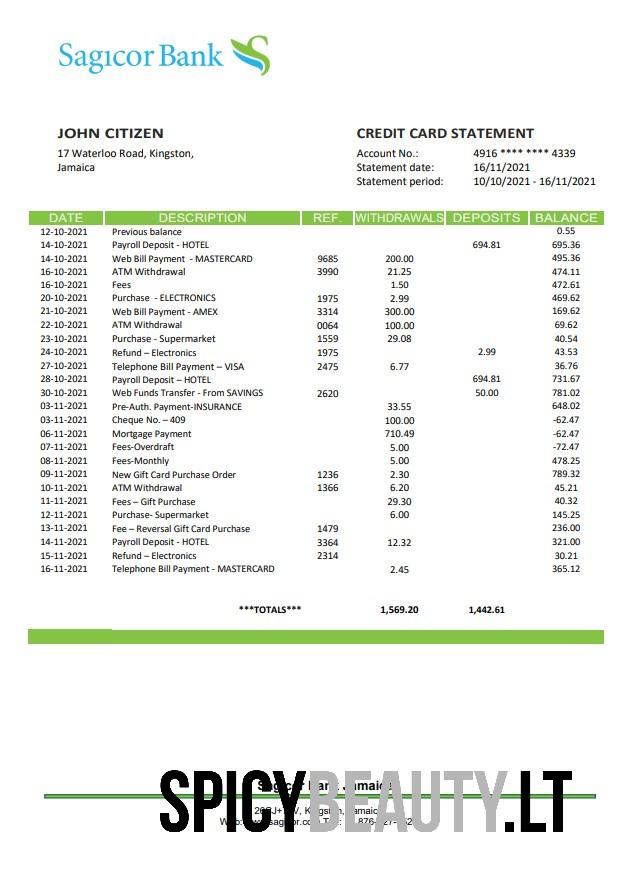 Sagicor Bank
JOHN CITIZEN
17 Waterloo Road, Kingston,
Jamaica
CREDIT CARD STATEMENT
Account No.: 4916 **** **** 4339
Statement date: 16/11/2021
Statement period: 10/10/2021 - 16/11/2021
DATE DESCRIPTION REF. WITHDRAWALS DEPOSITS BALANCE
12-10-2021 Previous balance 0.55
14-10-2021 Payroll Deposit - HOTEL 694.81 695.36
14-10-2021 Web Bill Payment - MASTERCARD 9685 200.00 495.36
16-10-2021 ATM Withdrawal 3990 21.25 474.11
16-10-2021 Fees 1.50 472.61
20-10-2021 Purchase - ELECTRONICS 1975 2.99 469.62
21-10-2021 Web Bill Payment - AMEX 3314 300.00 169.62
22-10-2021 ATM Withdrawal 0064 100.00 69.62
23-10-2021 Purchase - Supermarket 1559 29.08 40.54
24-10-2021 Refund – Electronics 1975 2.99 43.53
27-10-2021 Telephone Bill Payment – VISA 2475 6.77 36.76
28-10-2021 Payroll Deposit – HOTEL 694.81 731.67
30-10-2021 Web Funds Transfer - From SAVINGS 2620 50.00 781.02
03-11-2021 Pre-Auth. Payment-INSURANCE 33.55 648.02
03-11-2021 Cheque No. – 409 100.00 -62.47
06-11-2021 Mortgage Payment 710.49 -62.47
07-11-2021 Fees-Overdraft 5.00 -72.47
08-11-2021 Fees-Monthly 5.00 478.25
09-11-2021 New Gift Card Purchase Order 1236 2.30 789.32
10-11-2021 ATM Withdrawal 1366 6.20 45.21
11-11-2021 Fees – Gift Purchase 29.30 40.32
12-11-2021 Purchase- Supermarket 6.00 145.25
13-11-2021 Fee – Reversal Gift Card Purchase 1479 236.00
14-11-2021 Payroll Deposit - HOTEL 3364 12.32 321.00
15-11-2021 Refund – Electronics 2314 30.21
16-11-2021 Telephone Bill Payment - MASTERCARD 2.45 365.12
***TOTALS*** 1,569.20 1,442.61
SPICYBEAUTY.LT